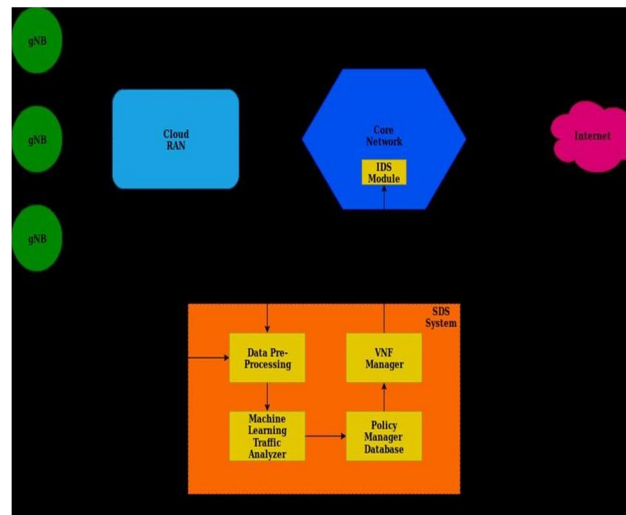 gNB
gNB
gNB
Cloud
RAN
Core
Network
IDS
Module
Internet
SDS
System
Data Pre-
Processing
VNF
Manager
Machine
Learning
Traffic
Analyzer
Policy
Manager
Database